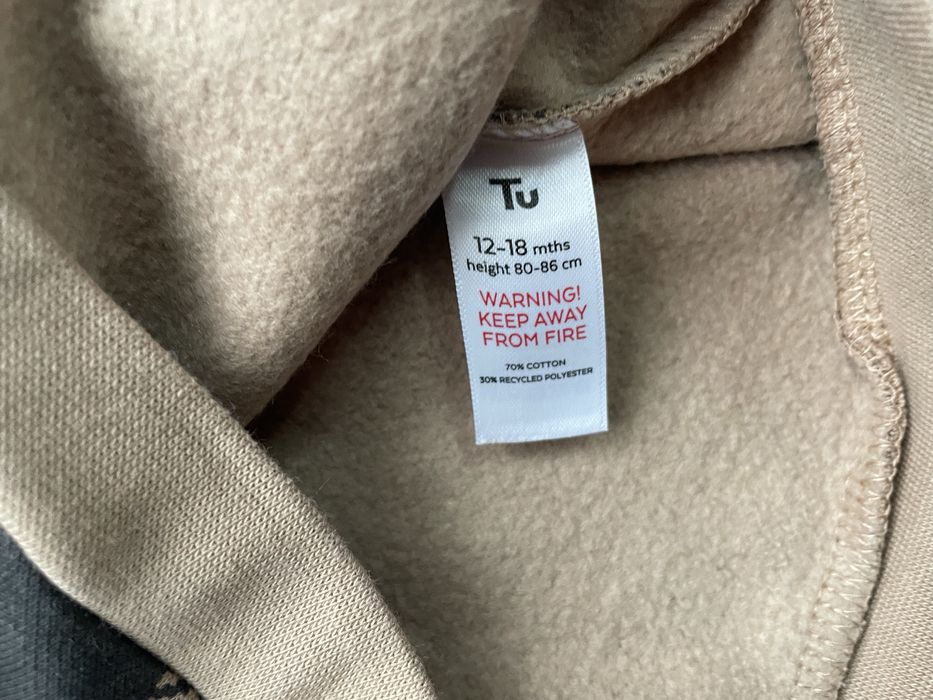 Tu
12-18 mths
height 80-86 cm
WARNING!
KEEP AWAY
FROM FIRE
70% COTTON
30% RECYCLED POLYESTER